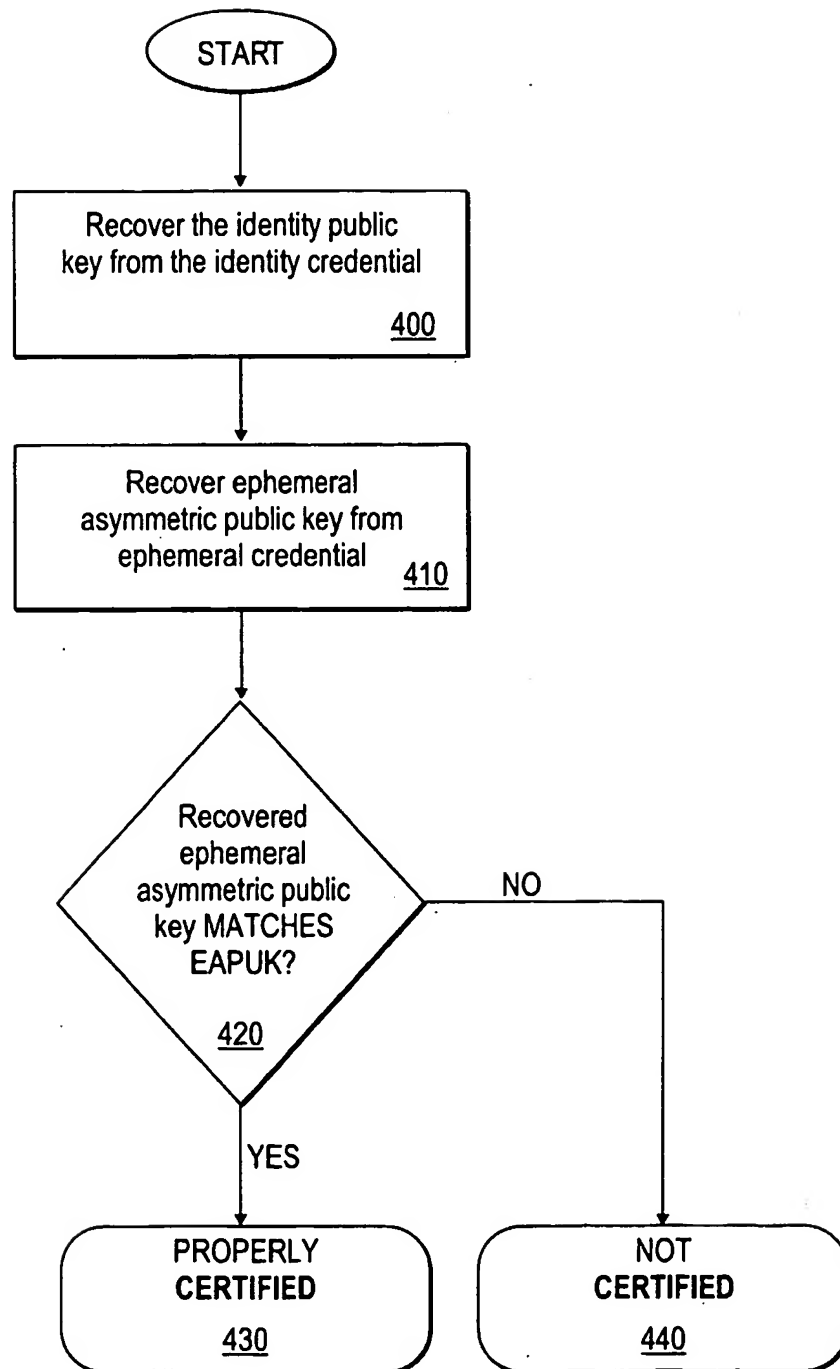 START
Recover the identity public
key from the identity credential
400
Recover ephemeral
asymmetric public key from
ephemeral credential
410
Recovered
ephemeral
asymmetric public
key MATCHES
EAPUK?
420
NO
YES
PROPERLY
CERTIFIED
430
NOT
CERTIFIED
440